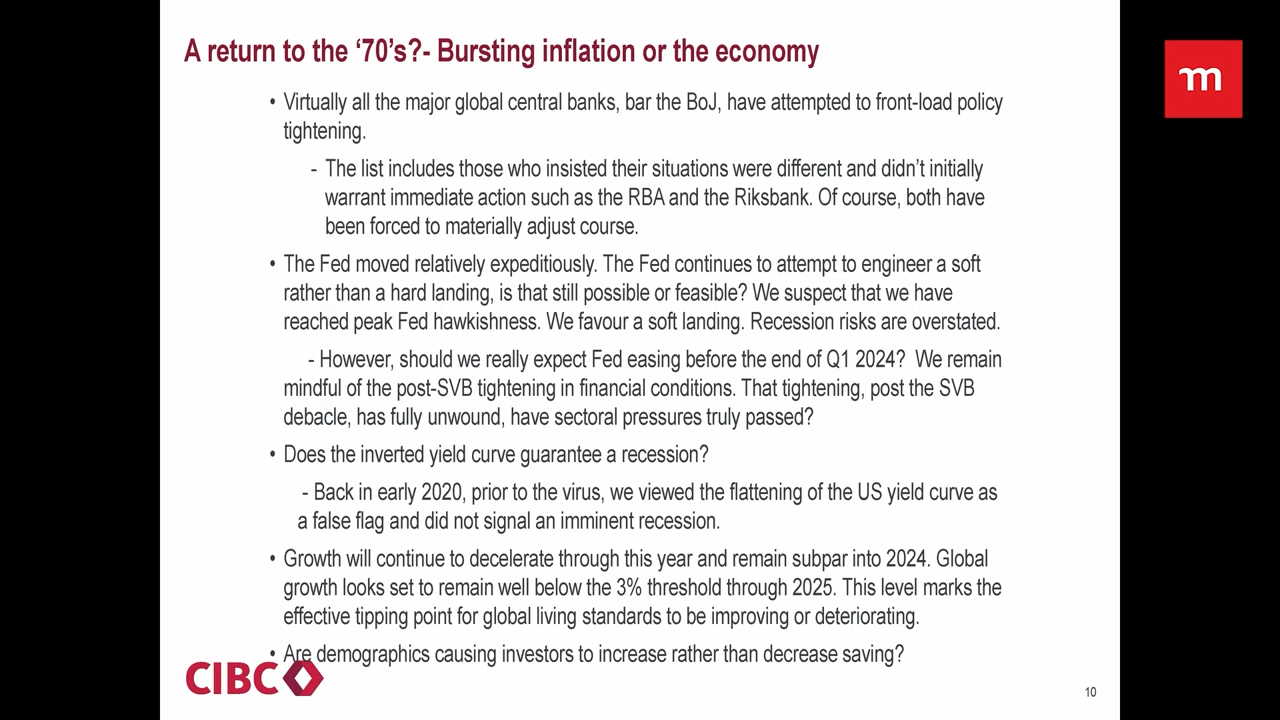 A return to the ‘70’s?- Bursting inflation or the economy
m
• Virtually all the major global central banks, bar the BoJ, have attempted to front-load policy
tightening.
- The list includes those who insisted their situations were different and didn’t initially
warrant immediate action such as the RBA and the Riksbank. Of course, both have
been forced to materially adjust course.
• The Fed moved relatively expeditiously. The Fed continues to attempt to engineer a soft
rather than a hard landing, is that still possible or feasible? We suspect that we have
reached peak Fed hawkishness. We favour a soft landing. Recession risks are overstated.
- However, should we really expect Fed easing before the end of Q1 2024? We remain
mindful of the post-SVB tightening in financial conditions. That tightening, post the SVB
debacle, has fully unwound, have sectoral pressures truly passed?
• Does the inverted yield curve guarantee a recession?
- Back in early 2020, prior to the virus, we viewed the flattening of the US yield curve as
a false flag and did not signal an imminent recession.
• Growth will continue to decelerate through this year and remain subpar into 2024. Global
growth looks set to remain well below the 3% threshold through 2025. This level marks the
effective tipping point for global living standards to be improving or deteriorating.
• Are demographics causing investors to increase rather than decrease saving?
CIBC
10